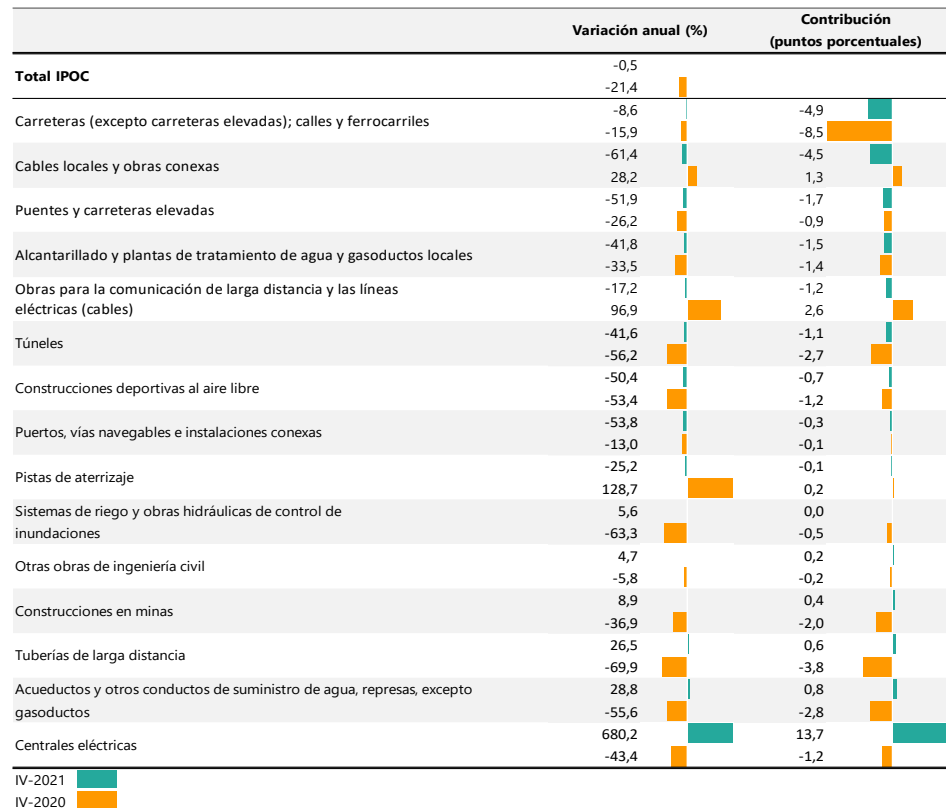 Variación anual (%)
Contribución
(puntos porcentuales)
Total IPOC
-0,5
-21,4
Carreteras (excepto carreteras elevadas); calles y ferrocarriles
-8,6
-4,9
-15,9
-8,5
Cables locales y obras conexas
-61,4
-4,5
28,2
1,3
Puentes y carreteras elevadas
-51,9
-1,7
-26,2
-0,9
Alcantarillado y plantas de tratamiento de agua y gasoductos locales
-41,8
-1,5
-33,5
-1,4
Obras para la comunicación de larga distancia y las líneas
eléctricas (cables)
-17,2
-1,2
96,9
2,6
Túneles
-41,6
-1,1
-56,2
-2,7
Construcciones deportivas al aire libre
-50,4
-0,7
-53,4
-1,2
Puertos, vías navegables e instalaciones conexas
-53,8
-0,3
-13,0
-0,1
Pistas de aterrizaje
-25,2
-0,1
128,7
0,2
Sistemas de riego y obras hidráulicas de control de
inundaciones
5,6
0,0
-63,3
-0,5
Otras obras de ingeniería civil
4,7
0,2
-5,8
-0,2
Construcciones en minas
8,9
0,4
-36,9
-2,0
Tuberías de larga distancia
26,5
0,6
-69,9
-3,8
Acueductos y otros conductos de suministro de agua, represas, excepto
gasoductos
28,8
0,8
-55,6
-2,8
Centrales eléctricas
680,2
13,7
-43,4
-1,2
IV-2021
IV-2020